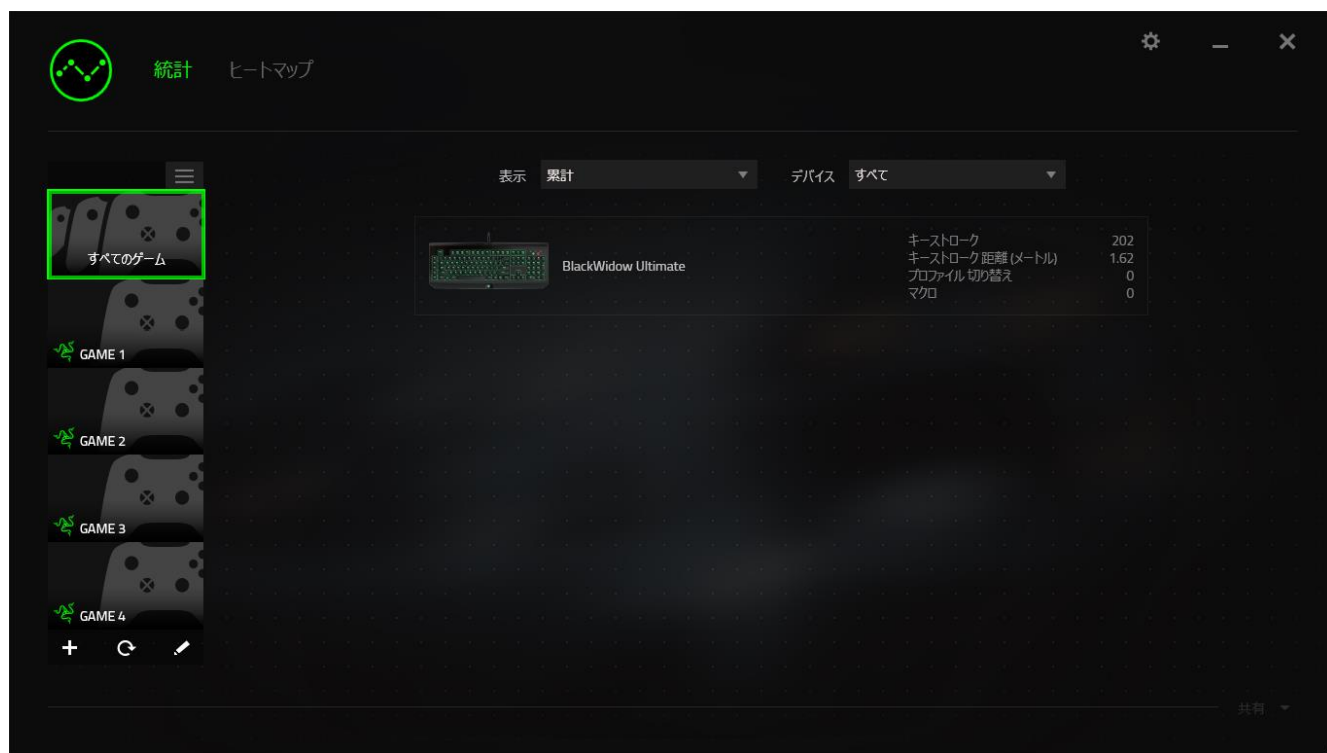 統計 ヒートマップ
表示 累計 デバイス すべて
すべてのゲーム
BlackWidow Ultimate
キーストローク 202
キーストローク 距離 (メートル) 1.62
プロファイル 切り替え 0
マクロ 0
GAME 1
GAME 2
GAME 3
GAME 4
共有